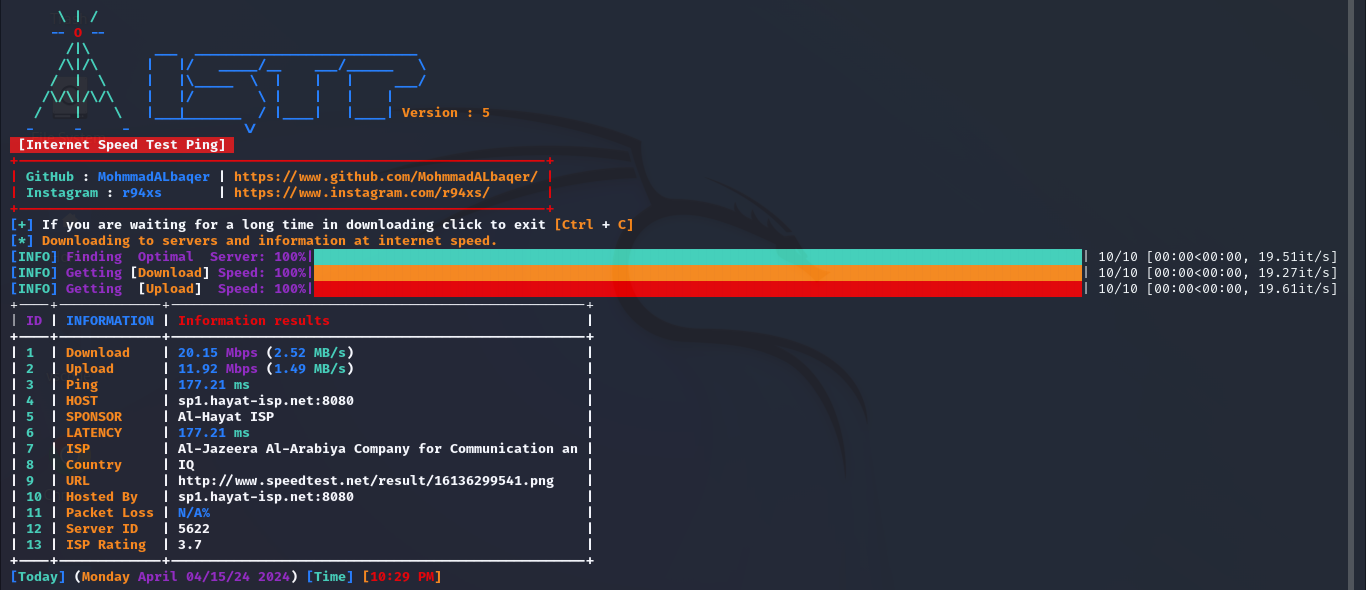 Version : 5
[Internet Speed Test Ping]
GitHub : MohmmadALbaqer | https://www.github.com/MohmmadALbaqer/
Instagram : r94xs | https://www.instagram.com/r94xs/
[+] If you are waiting for a long time in downloading click to exit [Ctrl + C]
[*] Downloading to servers and information at internet speed.
[INFO] Finding Optimal Server: 100%| | 10/10 [00:00<00:00, 19.51it/s]
[INFO] Getting [Download] Speed: 100%| | 10/10 [00:00<00:00, 19.27it/s]
[INFO] Getting [Upload] Speed: 100%| | 10/10 [00:00<00:00, 19.61it/s]
| ID | INFORMATION | Information results |
| 1 | Download | 20.15 Mbps (2.52 MB/s) |
| 2 | Upload | 11.92 Mbps (1.49 MB/s) |
| 3 | Ping | 177.21 ms |
| 4 | HOST | sp1.hayat-isp.net:8080 |
| 5 | SPONSOR | Al-Hayat ISP |
| 6 | LATENCY | 177.21 ms |
| 7 | ISP | Al-Jazeera Al-Arabiya Company for Communication an |
| 8 | Country | IQ |
| 9 | URL | http://www.speedtest.net/result/16136299541.png |
| 10 | Hosted By | sp1.hayat-isp.net:8080 |
| 11 | Packet Loss | N/A% |
| 12 | Server ID | 5622 |
| 13 | ISP Rating | 3.7 |
[Today] (Monday April 04/15/24 2024) [Time] [10:29 PM]